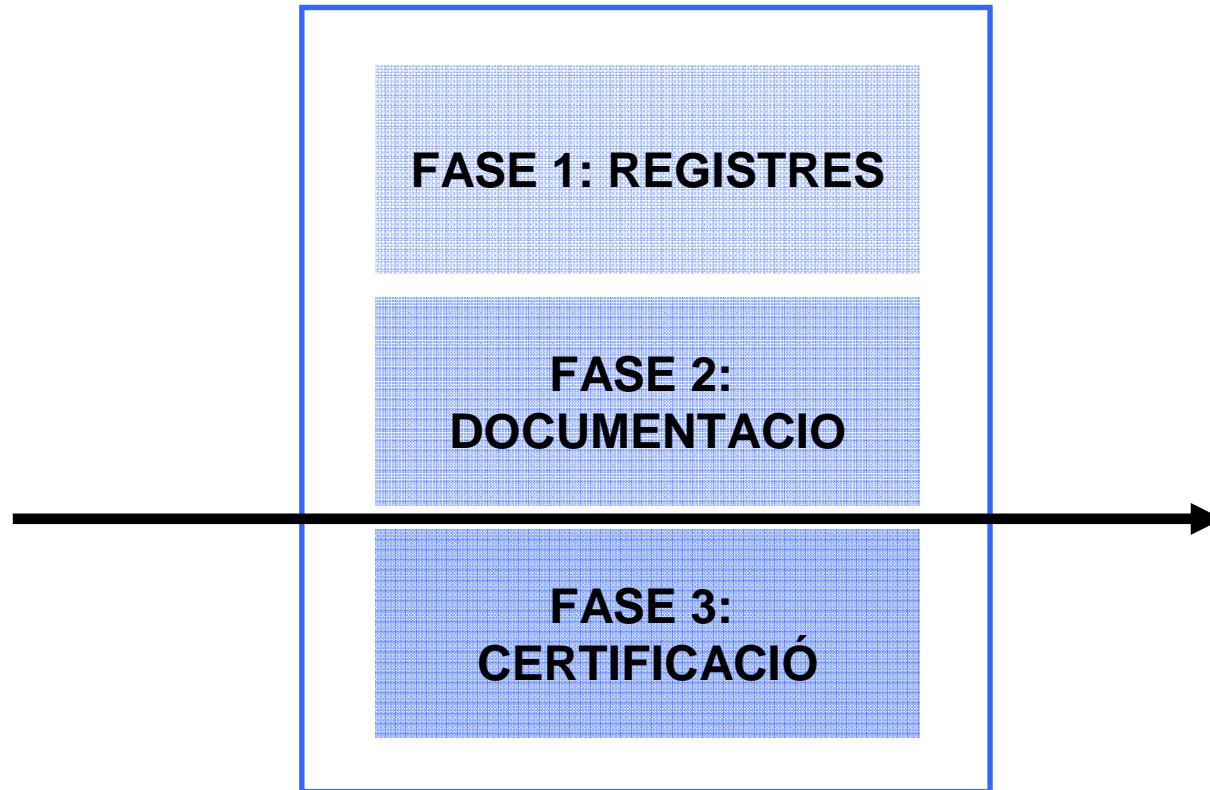 FASE 1: REGISTRES
FASE 2:
DOCUMENTACIO
FASE 3:
CERTIFICACIÓ